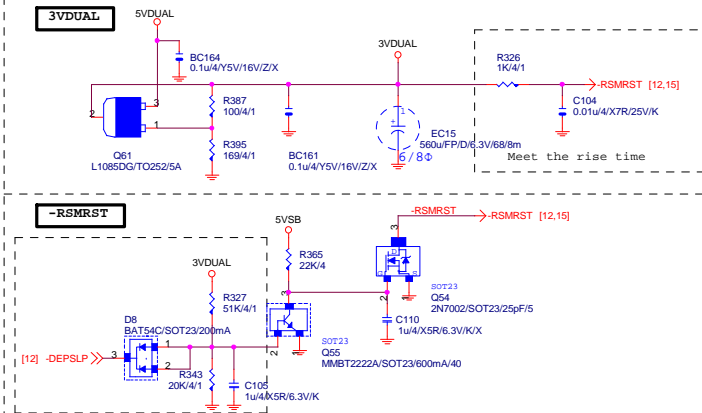 3VDUAL
5VDUAL
BC164
0.1u/4/Y5V/16V/Z/X
3VDUAL
R326
1K/4/1
-RSMRST [12,15]
2
3
1
R387
100/4/1
R395
169/4/1
Q61
L1085DG/TO252/5A
BC161
0.1u/4/Y5V/16V/Z/X
1
+
EC15
560u/FP/D/6.3V/68/8m
6/8Φ
C104
0.01u/4/X7R/25V/K
Meet the rise time
-RSMRST
5VSB
-RSMRST
-RSMRST [12,15]
3
R365
22K/4
3VDUAL
D
G
S
R327
51K/4/1
SOT23
Q54
2N7002/SOT23/25pF/5
D8
BAT54C/SOT23/200mA
3
2
1
C110
1u/4/X5R/6.3V/K/X
[12] -DEPSLP
3
1
2
2
1
SOT23
Q55
MMBT2222A/SOT23/600mA/40
R343
20K/4/1
C105
1u/4/X5R/6.3V/K